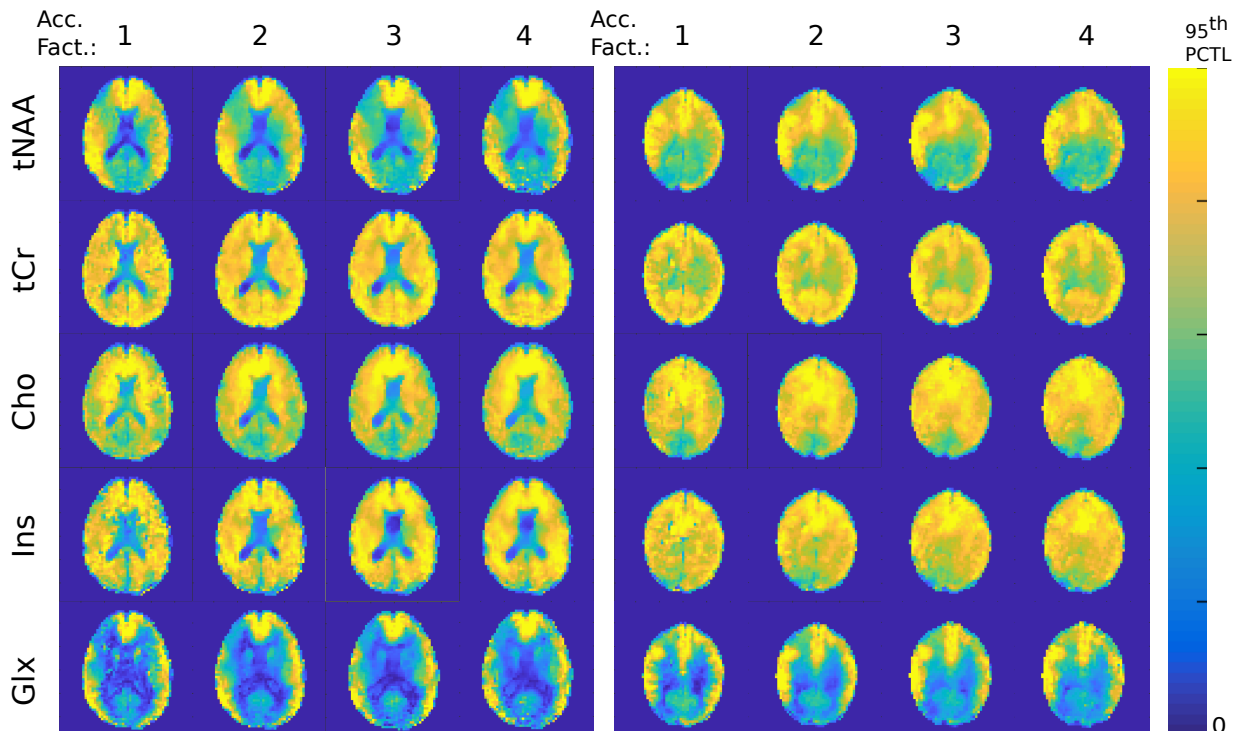 Acc.
Fact.: 1 2 3 4
Acc.
Fact.: 1 2 3 4
95th
PCTL
tNAA
tCr
Cho
Ins
Glx
0